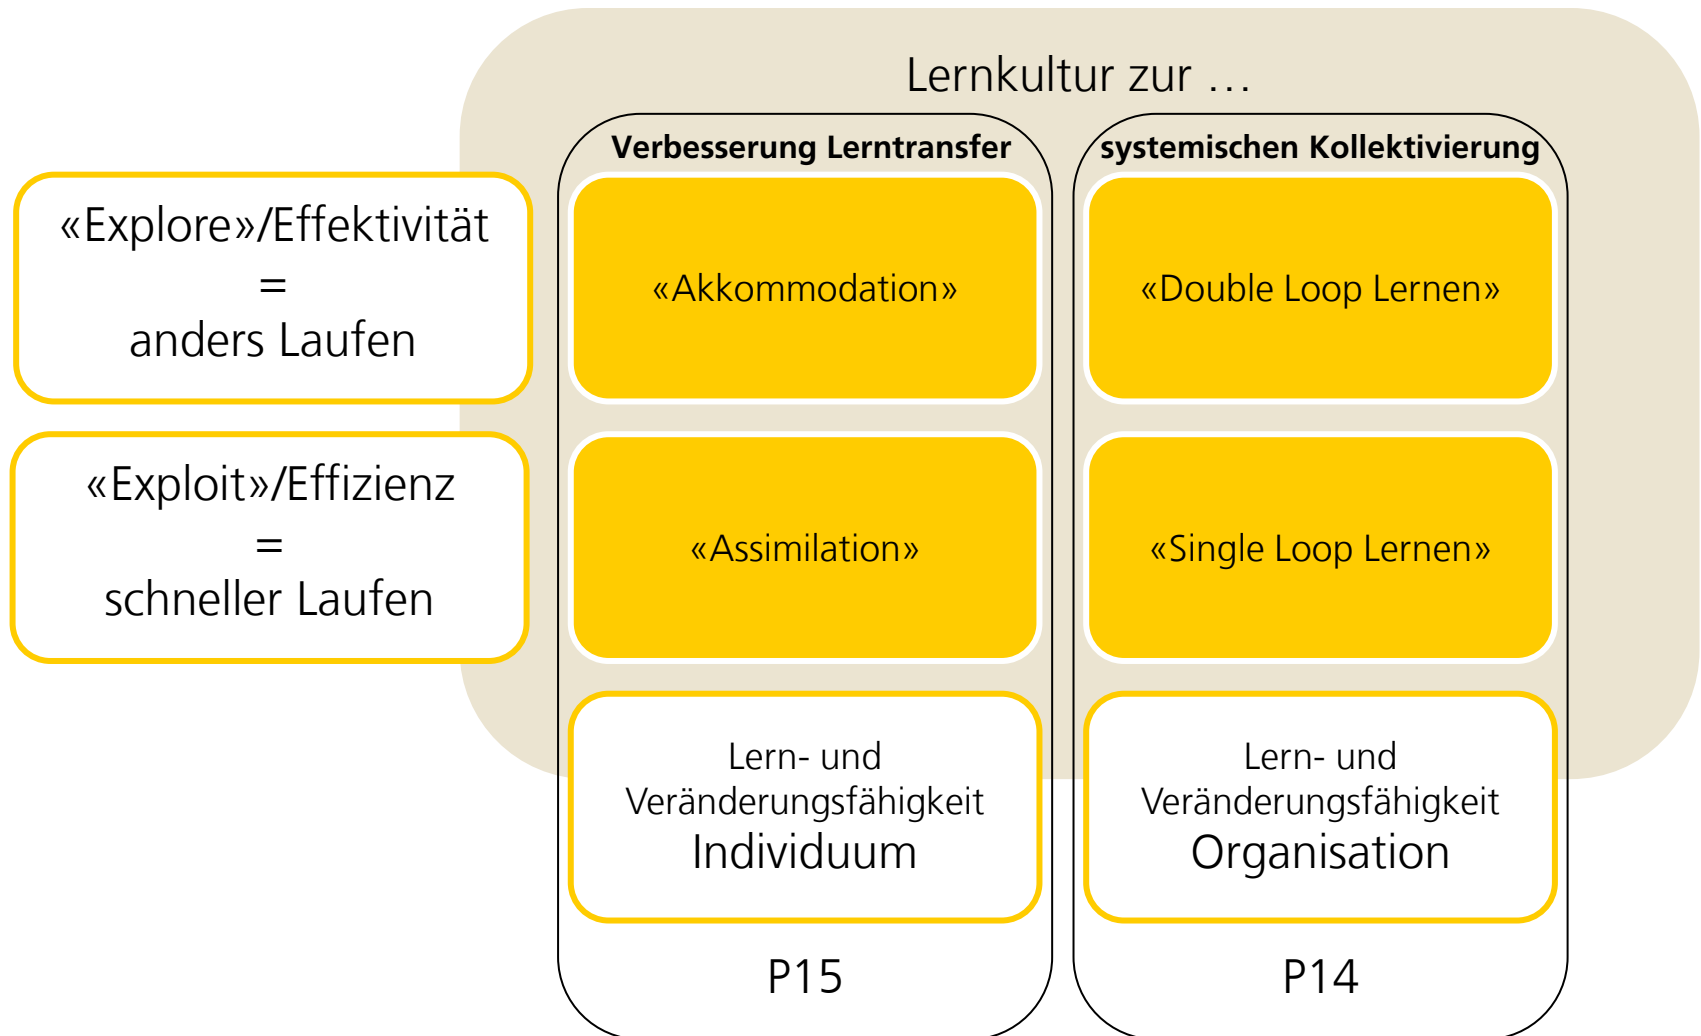 Lernkultur zur …
Verbesserung Lerntransfer
systemischen Kollektivierung
«Explore»/Effektivität
=
anders Laufen
«Akkommodation»
«Double Loop Lernen»
«Exploit»/Effizienz
=
schneller Laufen
«Assimilation»
«Single Loop Lernen»
Lern- und
Veränderungsfähigkeit
Individuum
Lern- und
Veränderungsfähigkeit
Organisation
P15
P14